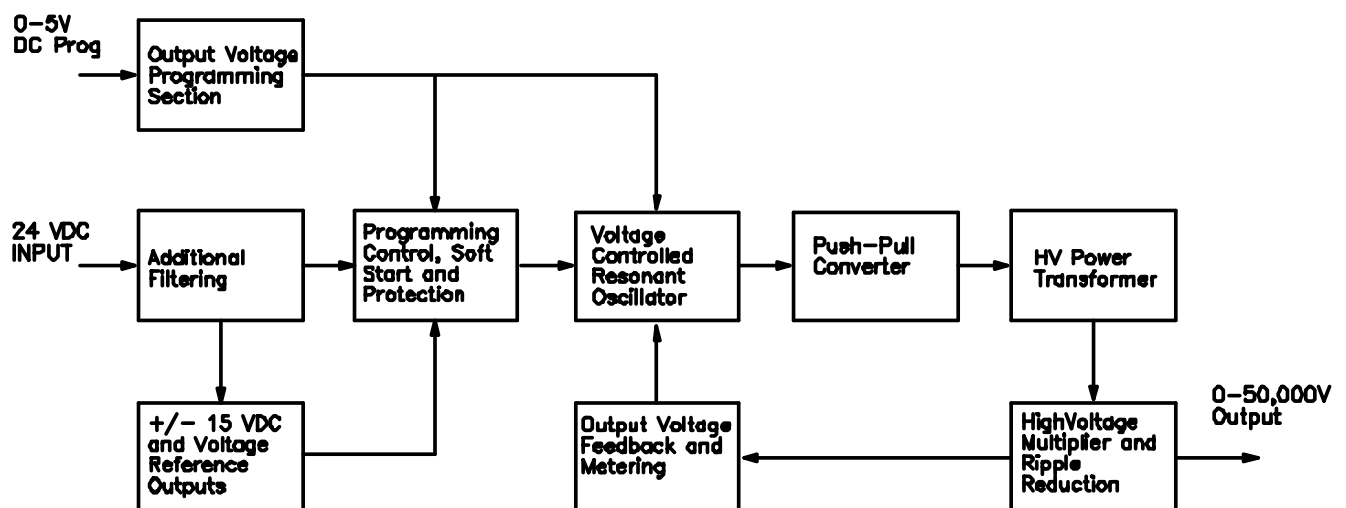 0-5V
DC Prog
Output Voltage
Programming
Section
24 VDC
INPUT
Additional
Filtering
Programming
Control, Soft
Start and
Protection
Voltage
Controlled
Resonant
Oscillator
Push-Pull
Converter
HV Power
Transformer
+/- 15 VDC
and Voltage
Reference
Outputs
Output Voltage
Feedback and
Metering
HighVoltage
Multiplier and
Ripple
Reduction
0-50,000V
Output